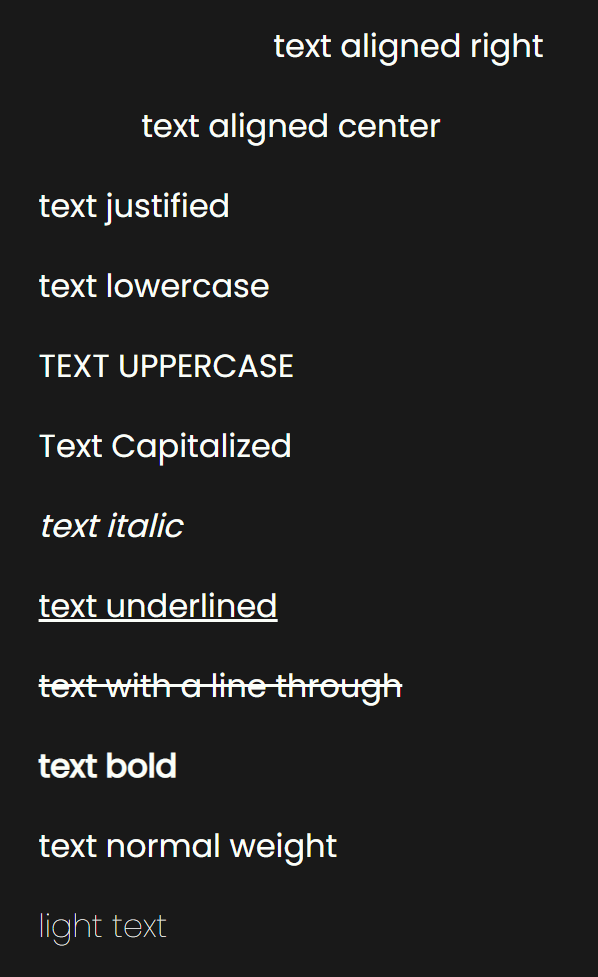 text aligned right
text aligned center
text justified
text lowercase
TEXT UPPERCASE
Text Capitalized
text italic
text underlined
text with a line through
text bold
text normal weight
light text